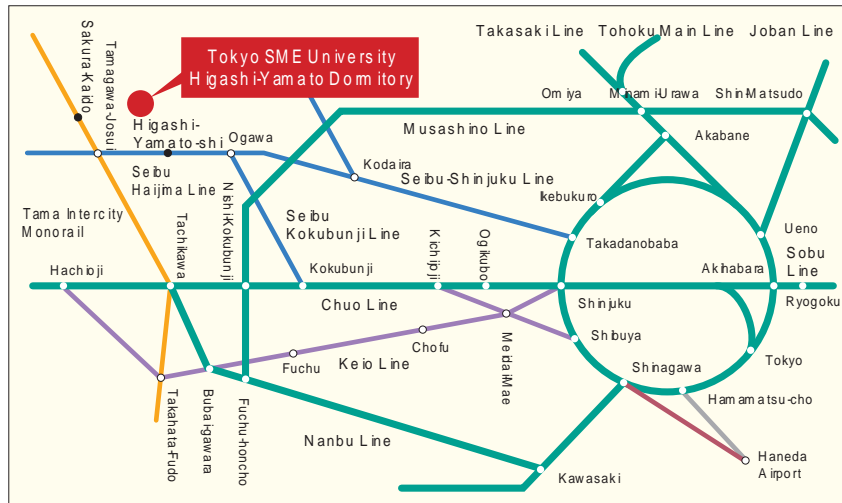 Takasaki Line
Tohoku Main Line
Joban Line
Sakura-Kaido
Tamagawa-Josui
Tokyo SME University
Higashi-Yamato Dormitory
Omiya
Minami-Urawa
Shin-Matsudo
Musashino Line
Akabane
Higashi-
Yamato-shi
Ogawa
Kodaira
Seibu
Haijima Line
Seibu-Shinjuku Line
Ikebukuro
Nishi-Kokubunji
Tama Intercity
Monorail
Tachikawa
Seibu
Kokubunji Line
Kichijoji
Ogikubo
Takadanobaba
Ueno
Sobu
Line
Hachioji
Kokubunji
Akihabara
Chuo Line
Shinjuku
Ryogoku
Shibuya
Meidai-Mae
Chofu
Keio Line
Fuchu
Tokyo
Shinagawa
Takahata-Fudo
Bubai-gawara
Fuchu-honcho
Hamamatsu-cho
Nanbu Line
Haneda
Airport
Kawasaki